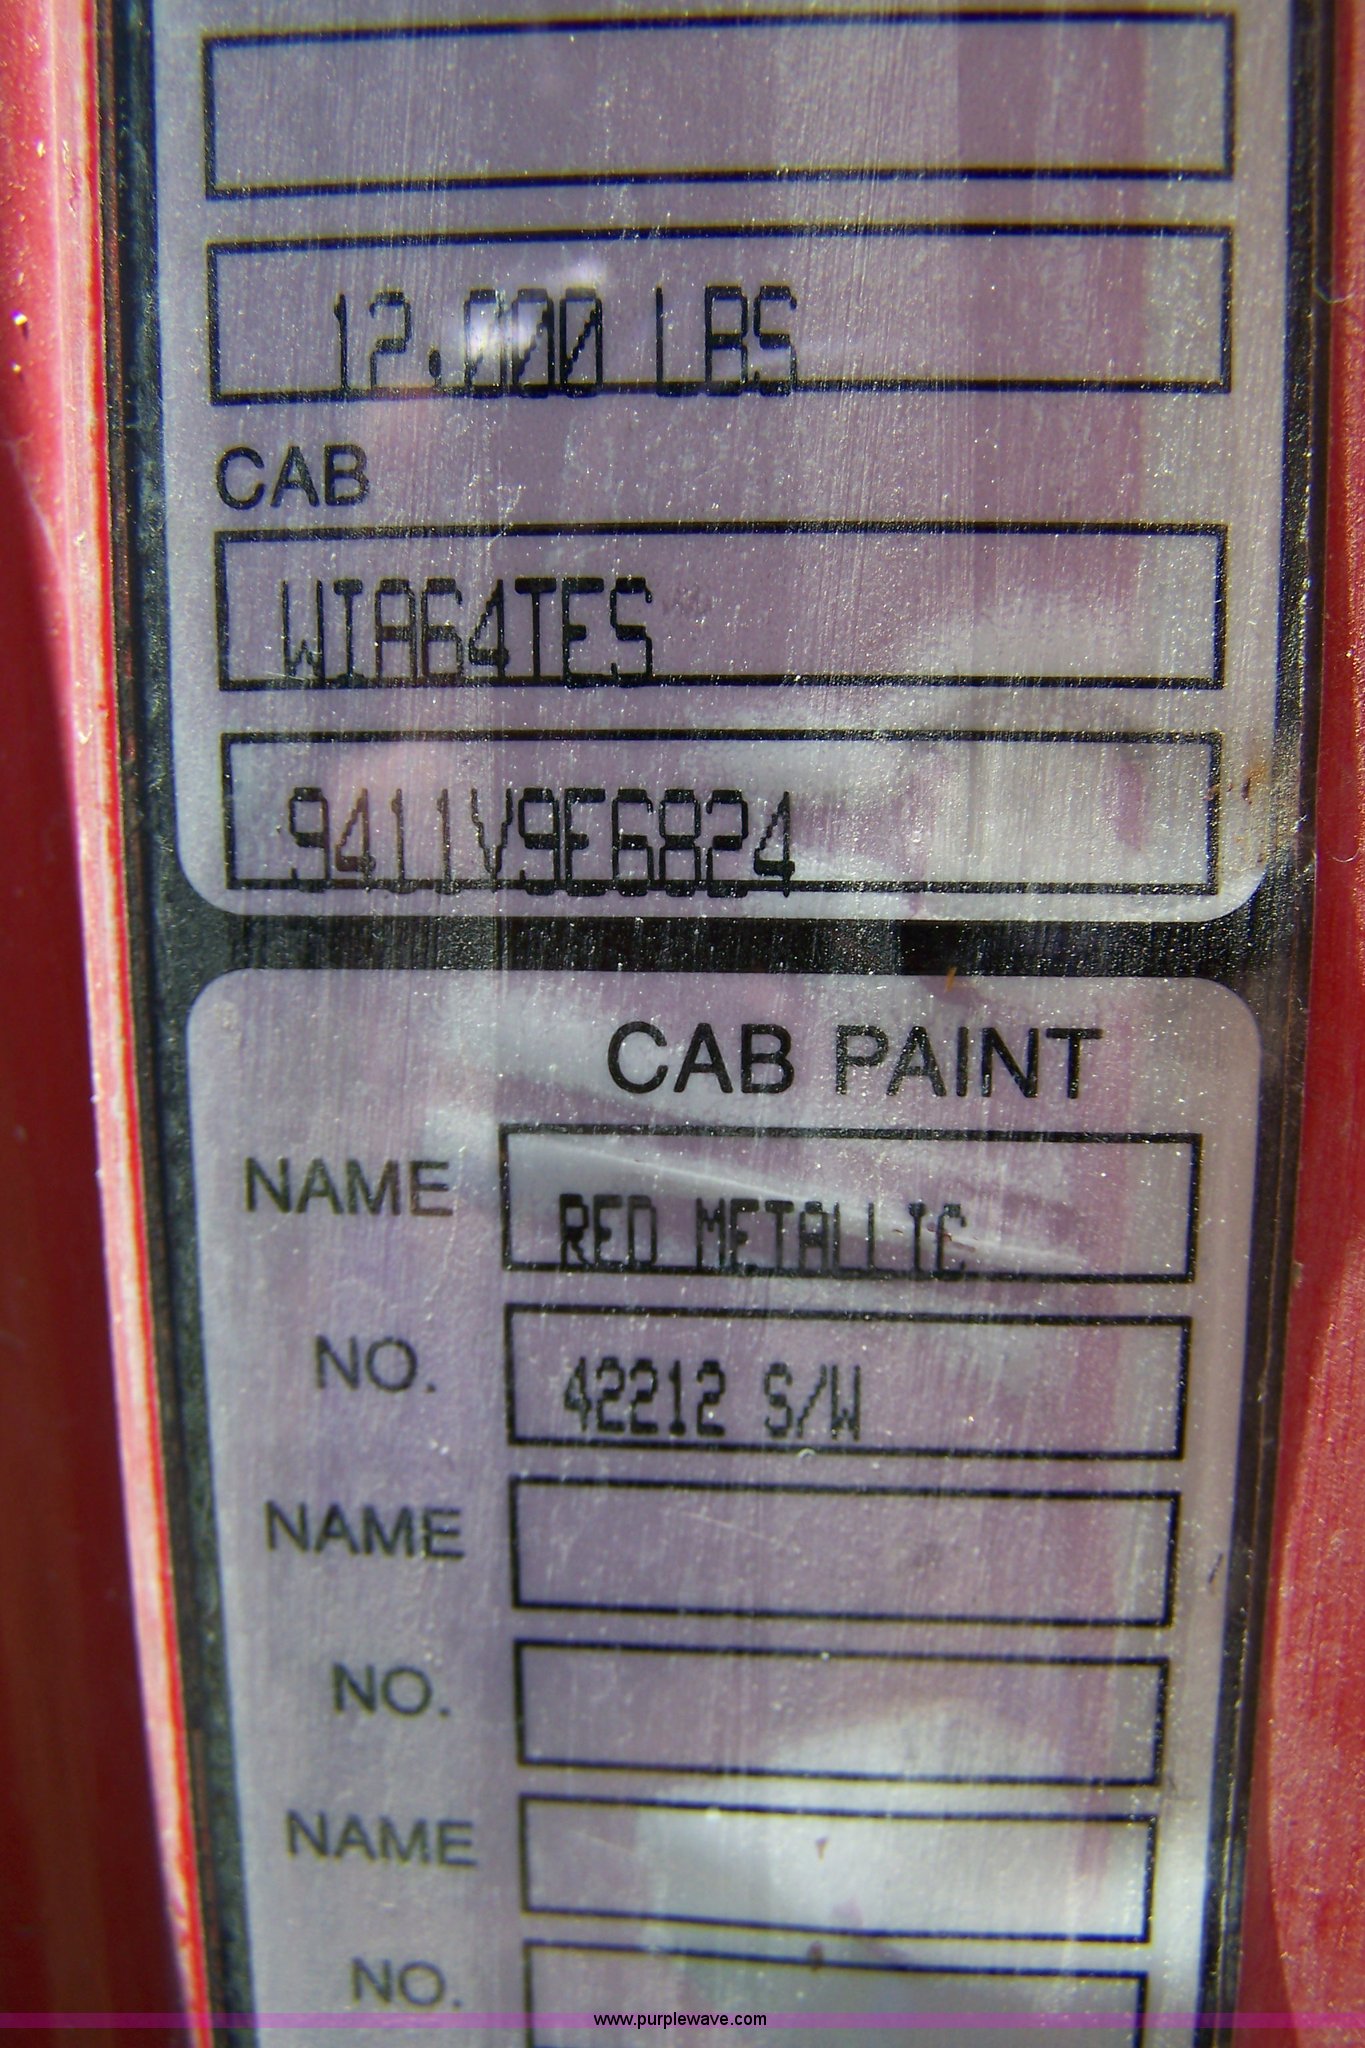 12,000 LBS
CAB
WIA64TES
9411V9E6824
CAB PAINT
NAME RED METALLIC
NO. 42212 S/W
NAME
NO.
NAME
NO.
www.purplewave.com